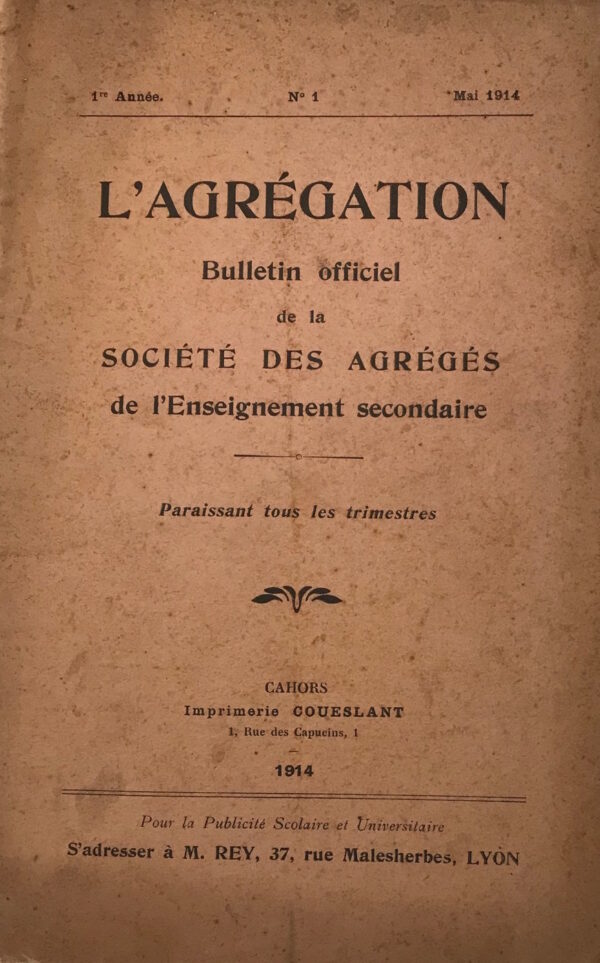 1re Année. N° 1 Mai 1914
L'AGRÉGATION
Bulletin officiel
de la
SOCIÉTÉ DES AGRÉGÉS
de l'Enseignement secondaire
Paraissant tous les trimestres
CAHORS
Imprimerie COUESLANT
1, Rue des Capucins, 1
1914
Pour la Publicité Scolaire et Universitaire
S'adresser à M. REY, 37, rue Malesherbes, LYON